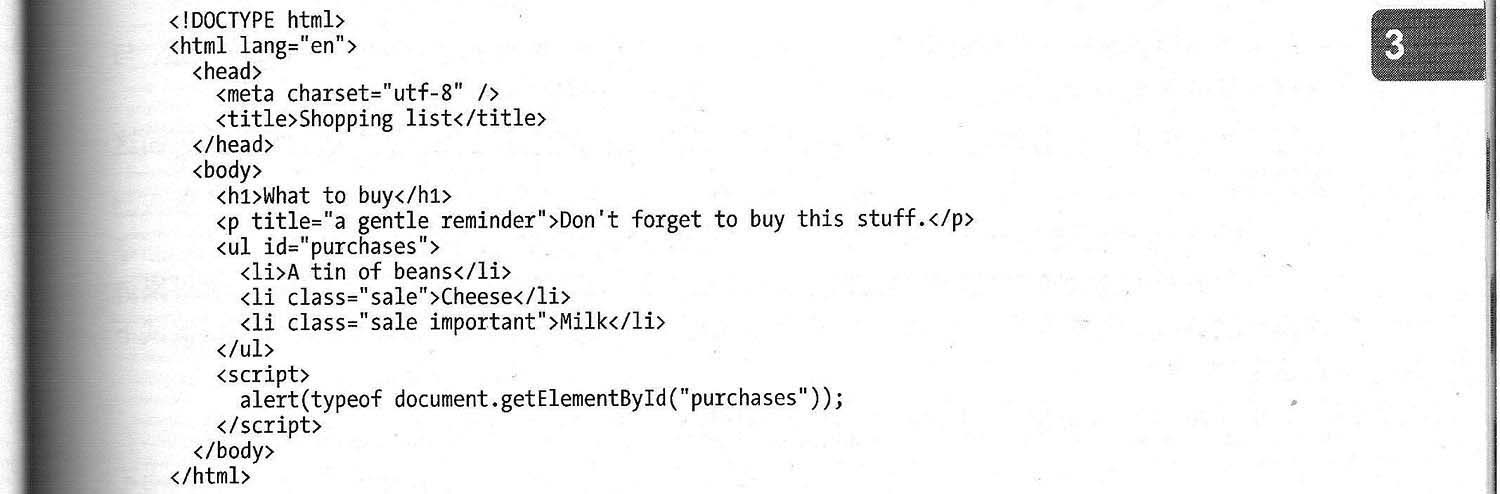 <!DOCTYPE html>
<html lang="en">
  <head>
    <meta charset="utf-8" />
    <title>Shopping list</title>
  </head>
  <body>
    <h1>What to buy</h1>
    <p title="a gentle reminder">Don't forget to buy this stuff.</p>
    <ul id="purchases">
      <li>A tin of beans</li>
      <li class="sale">Cheese</li>
      <li class="sale important">Milk</li>
    </ul>
    <script>
      alert(typeof document.getElementById("purchases"));
    </script>
  </body>
</html>
3